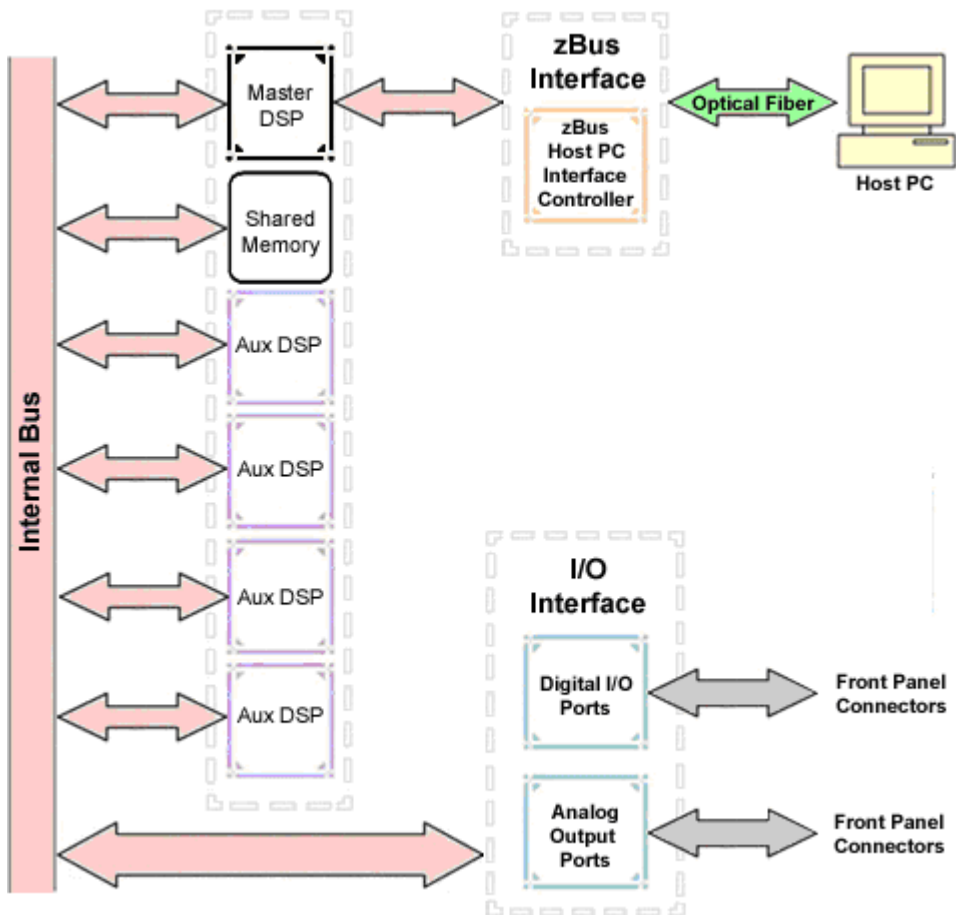 zBus
Interface
Master
DSP
Optical Fiber
zBus
Host PC
Interface
Controller
Host PC
Shared
Memory
Aux DSP
Aux DSP
Internal Bus
Aux DSP
Aux DSP
I/O
Interface
Digital I/O
Ports
Front Panel
Connectors
Analog
Output
Ports
Front Panel
Connectors